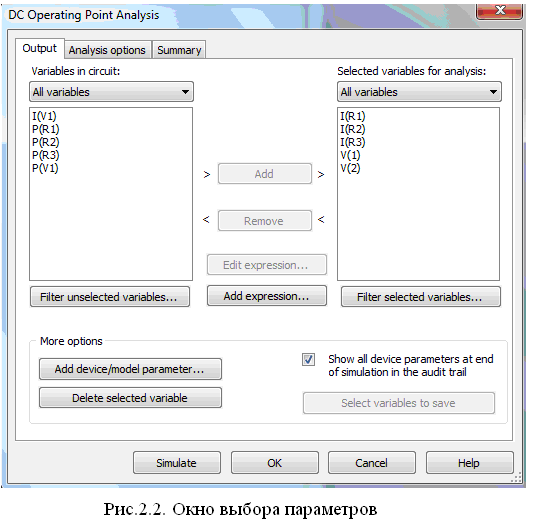 DC Operating Point Analysis
Output
Analysis options
Summary
Variables in circuit:
All variables
I(V1)
P(R1)
P(R2)
P(R3)
P(V1)
Selected variables for analysis:
All variables
I(R1)
I(R2)
I(R3)
V(1)
V(2)
> Add >
< Remove <
Edit expression...
Add expression...
Filter unselected variables...
Filter selected variables...
More options
Add device/model parameter...
Delete selected variable
Show all device parameters at end
of simulation in the audit trail
Select variables to save
Simulate
OK
Cancel
Help
Рис.2.2. Окно выбора параметров